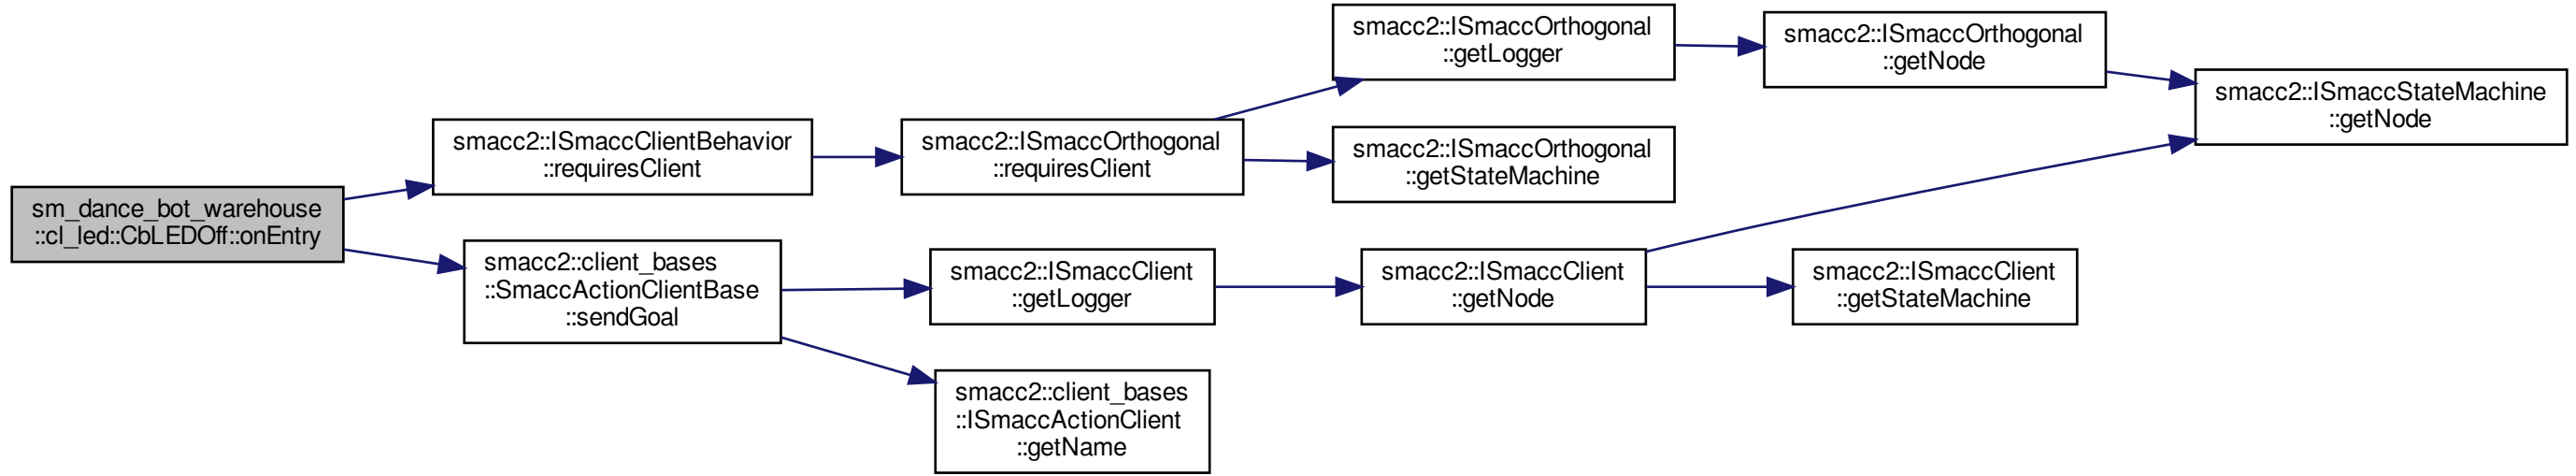 sm_dance_bot_warehouse
::cl_led::CbLEDOff::onEntry
smacc2::ISmaccClientBehavior
::requiresClient
smacc2::ISmaccOrthogonal
::requiresClient
smacc2::ISmaccOrthogonal
::getLogger
smacc2::ISmaccOrthogonal
::getNode
smacc2::ISmaccStateMachine
::getNode
smacc2::ISmaccOrthogonal
::getStateMachine
smacc2::client_bases
::SmaccActionClientBase
::sendGoal
smacc2::ISmaccClient
::getLogger
smacc2::ISmaccClient
::getNode
smacc2::ISmaccClient
::getStateMachine
smacc2::client_bases
::ISmaccActionClient
::getName